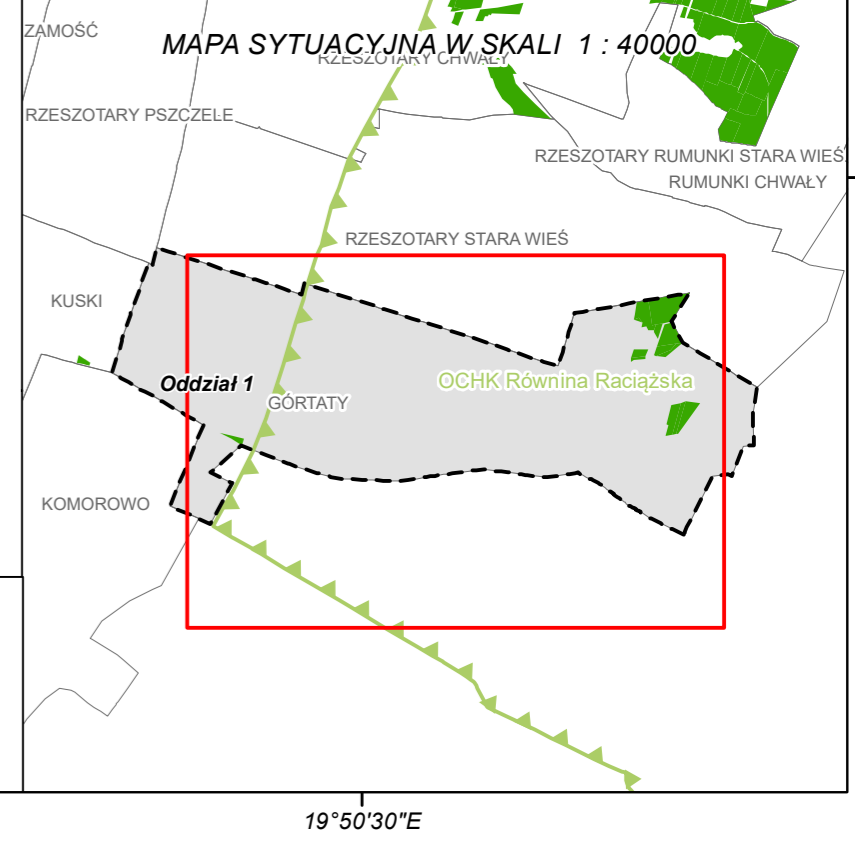 ZAMOŚĆ
MAPA SYTUACYJNA W SKALI 1 : 40000
RZESZOTARY CHWAŁY
RZESZOTARY PSZCZELE
RZESZOTARY RUMUNKI STARA WIEŚ
RUMUNKI CHWAŁY
RZESZOTARY STARA WIEŚ
KUSKI
Oddział 1
OCHK Równina Raciążska
GÓRTATY
KOMOROWO
19°50'30"E